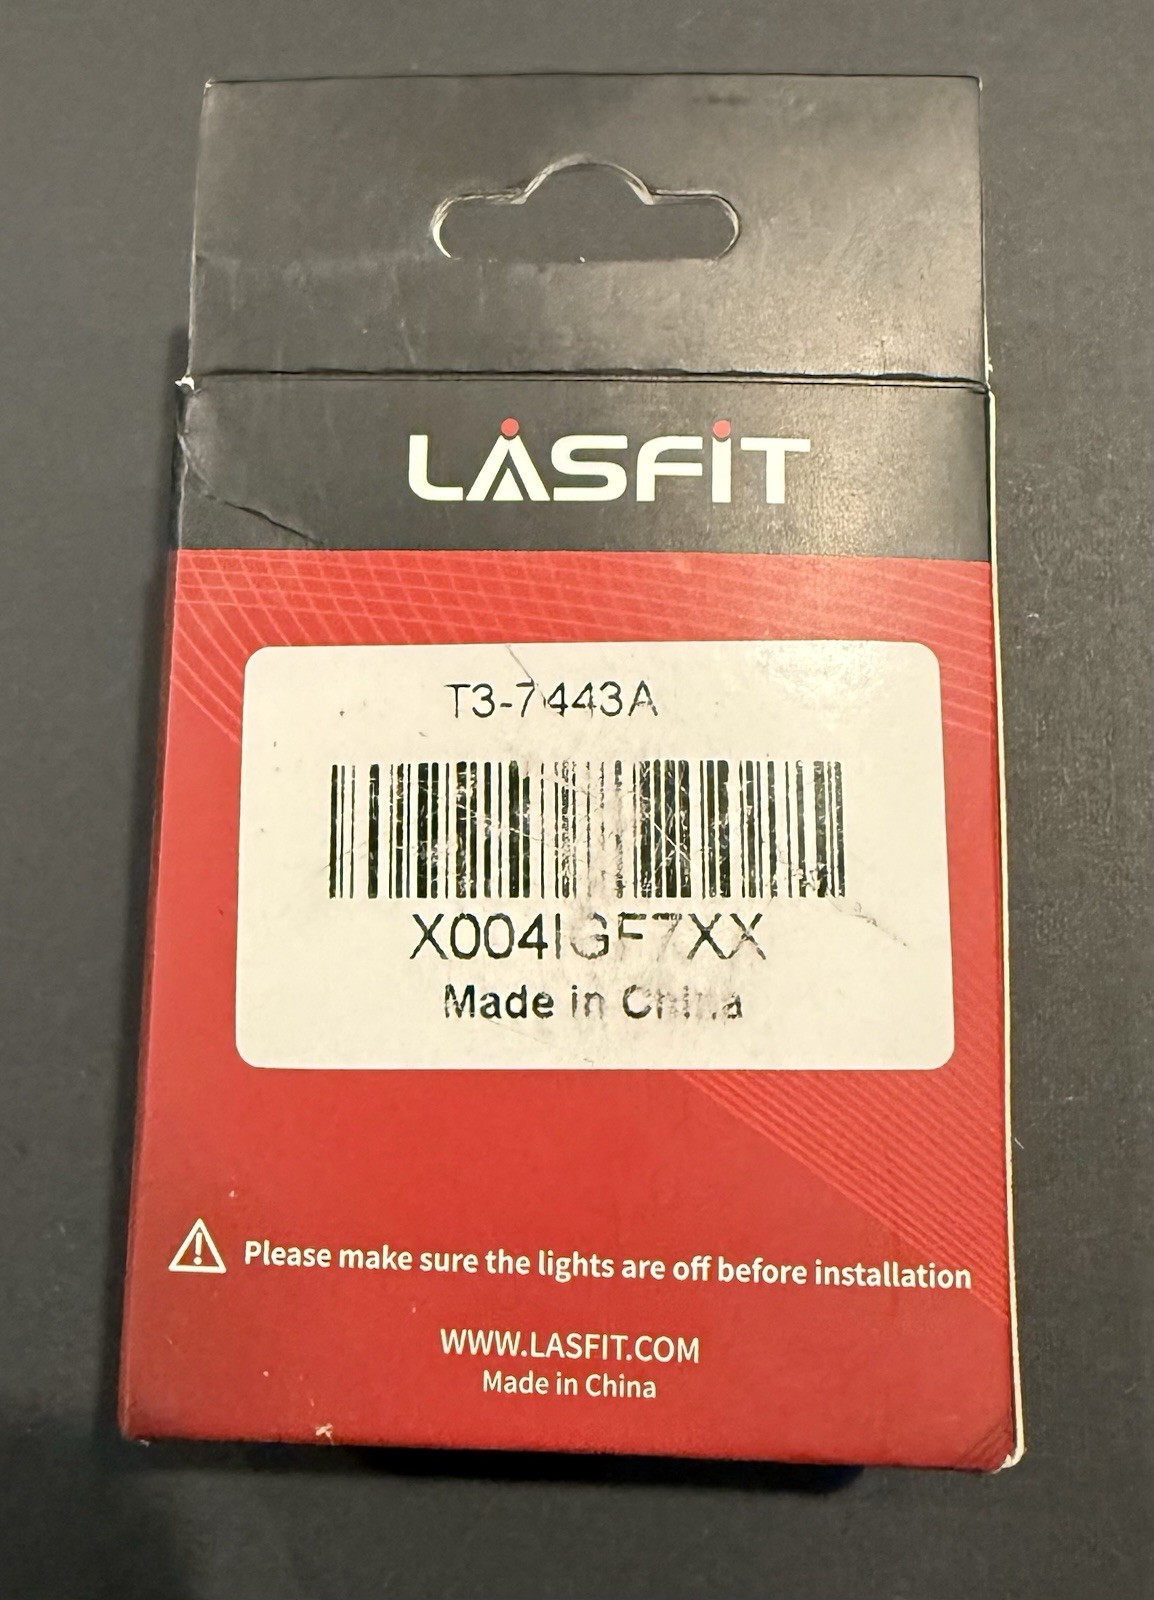 LASFIT
T3-7443A
X004IGF7XX
Made in China
Please make sure the lights are off before installation
WWW.LASFIT.COM
Made in China